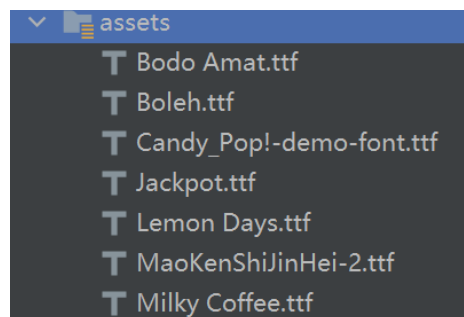 assets
Bodo Amat.ttf
Boleh.ttf
Candy_Pop!-demo-font.ttf
Jackpot.ttf
Lemon Days.ttf
MaoKenShiJinHei-2.ttf
Milky Coffee.ttf